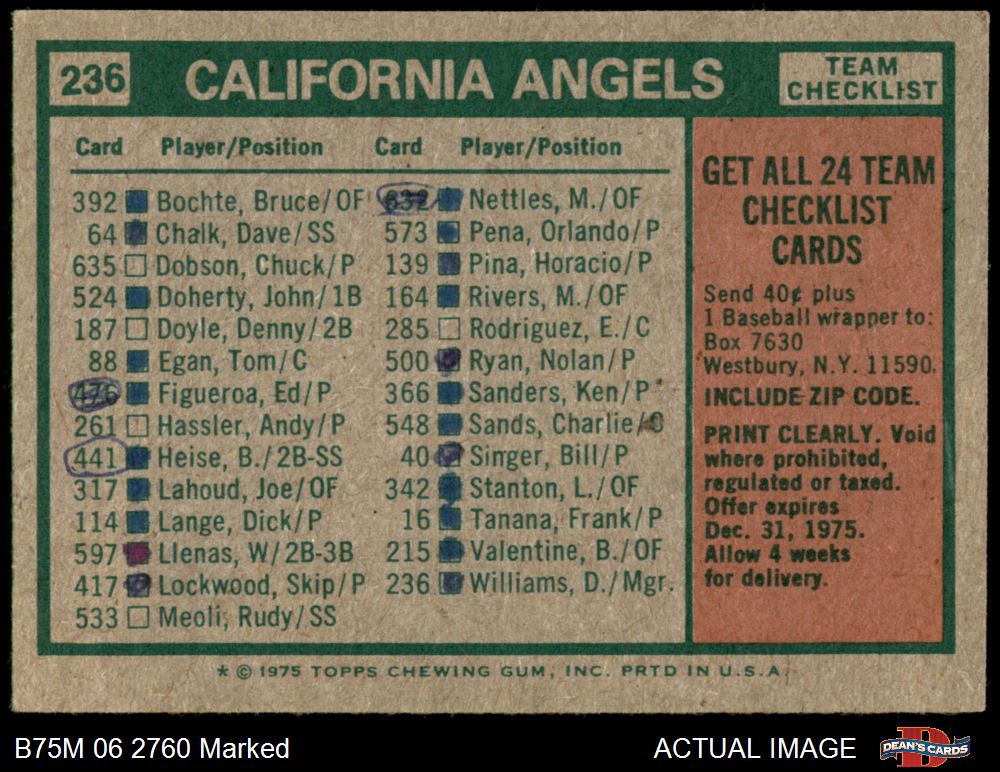 236 CALIFORNIA ANGELS TEAM CHECKLIST
Card Player/Position
392 Bochte, Bruce/OF
64 Chalk, Dave/SS
635 Dobson, Chuck/P
524 Doherty, John/1B
187 Doyle, Denny/2B
88 Egan, Tom/C
476 Figueroa, Ed/P
261 Hassler, Andy/P
441 Heise, B./2B-SS
317 Lahoud, Joe/OF
114 Lange, Dick/P
597 Llenas, W/2B-3B
417 Lockwood, Skip/P
533 Meoli, Rudy/SS
Card Player/Position
632 Nettles, M./OF
573 Pena, Orlando/P
139 Pina, Horacio/P
164 Rivers, M./OF
285 Rodriguez, E./C
500 Ryan, Nolan/P
366 Sanders, Ken/P
548 Sands, Charlie/C
40 Singer, Bill/P
342 Stanton, L./OF
16 Tanana, Frank/P
215 Valentine, B./OF
236 Williams, D./Mgr.
GET ALL 24 TEAM
CHECKLIST
CARDS
Send 40¢ plus
1 Baseball wrapper to:
Box 7630
Westbury, N.Y. 11590.
INCLUDE ZIP CODE.
PRINT CLEARLY. Void
where prohibited,
regulated or taxed.
Offer expires
Dec. 31, 1975.
Allow 4 weeks
for delivery.
* © 1975 TOPPS CHEWING GUM, INC. PRTD IN U.S.A.
B75M 06 2760 Marked
ACTUAL IMAGE
DEAN'S CARDS